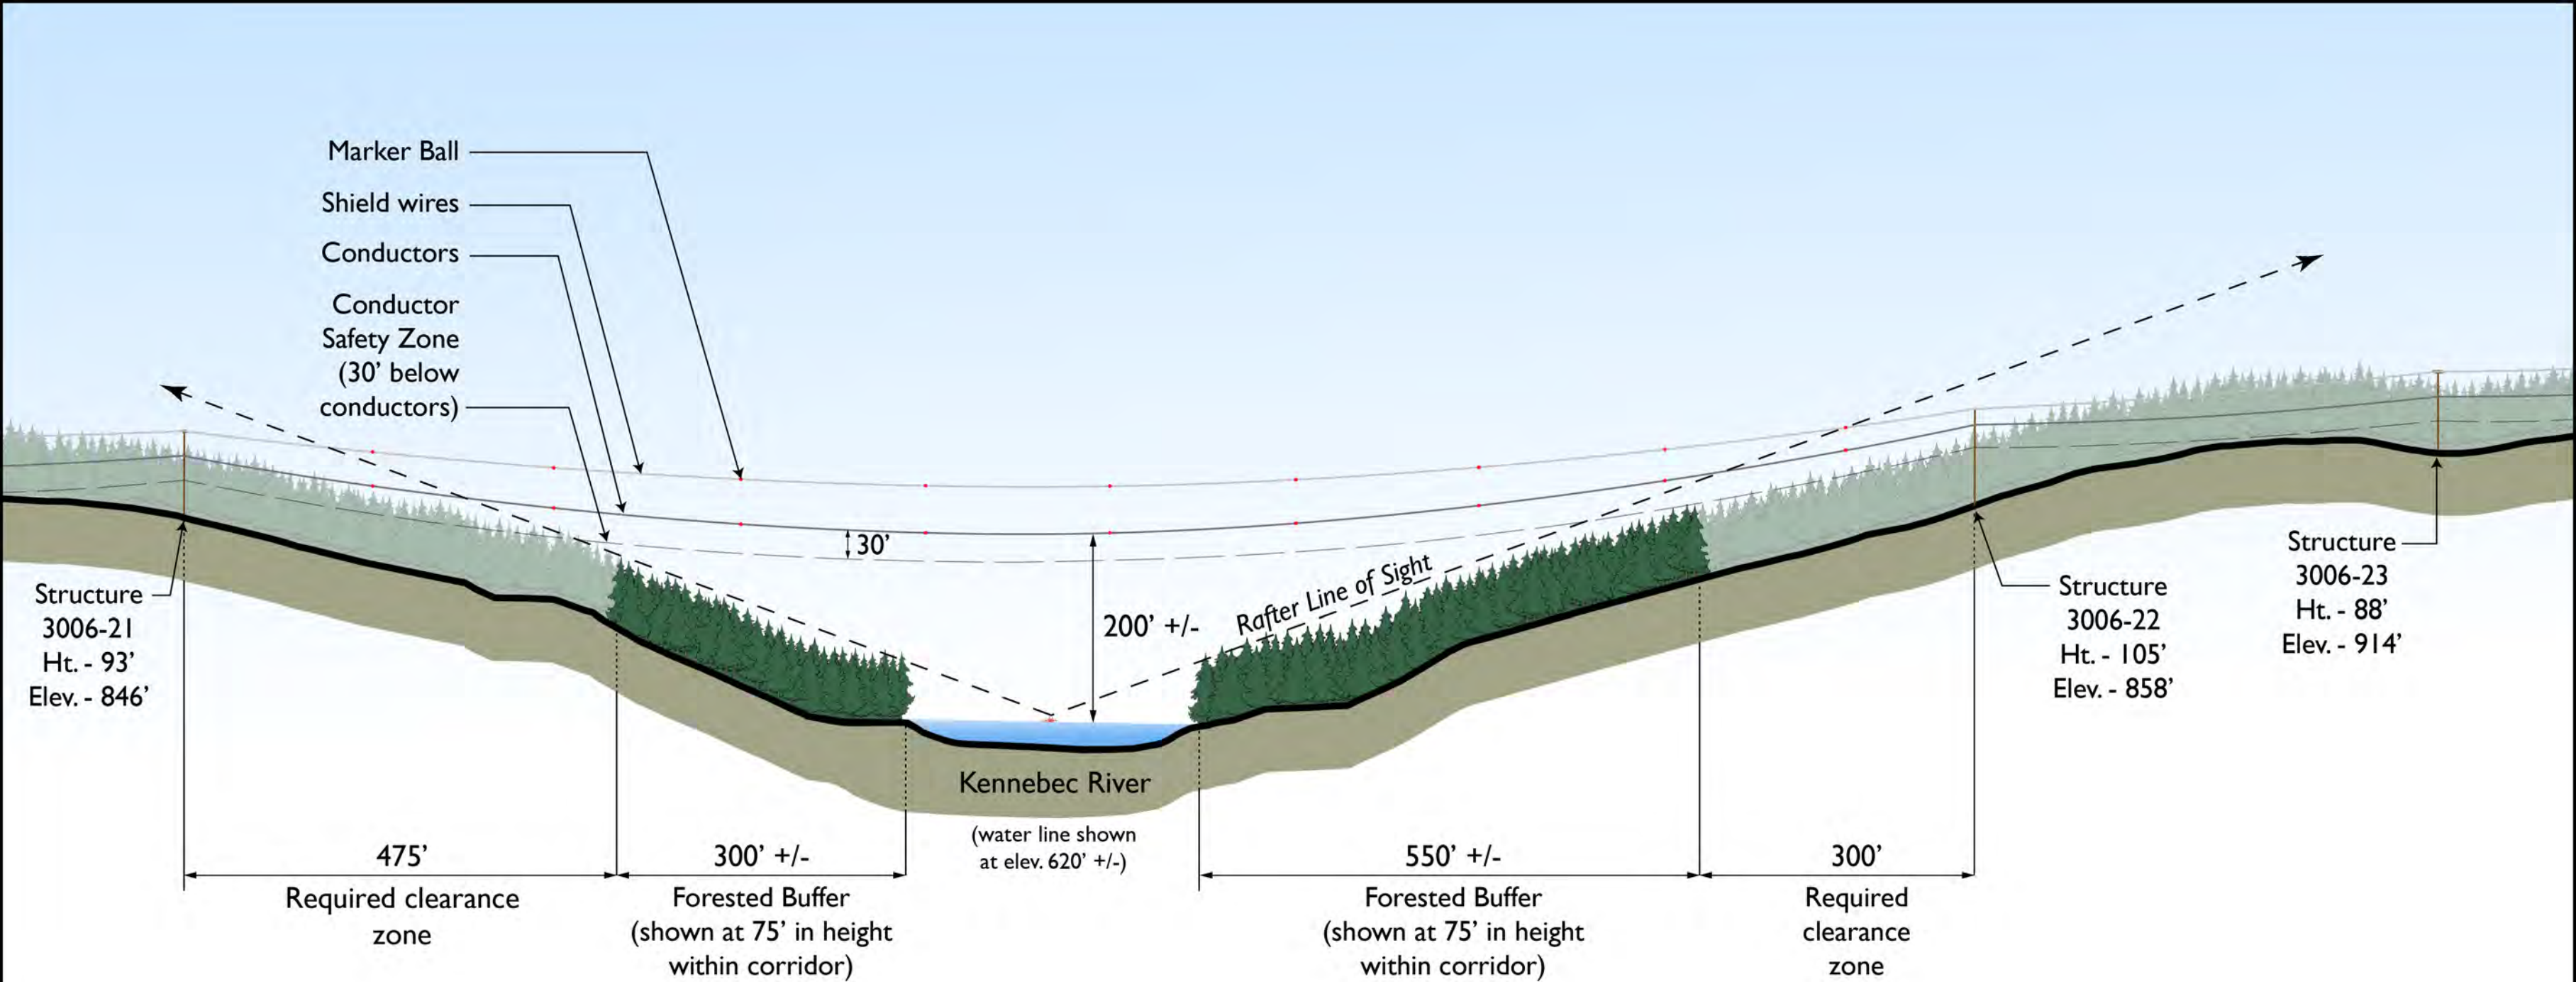 Marker Ball
Shield wires
Conductors
Conductor
Safety Zone
(30’ below
conductors)
30’
200’ +/-
Rafter Line of Sight
Structure
3006-21
Ht. - 93’
Elev. - 846’
Structure
3006-22
Ht. - 105’
Elev. - 858’
Structure
3006-23
Ht. - 88’
Elev. - 914’
Kennebec River
(water line shown
at elev. 620’ +/-)
475’
Required clearance
zone
300’ +/-
Forested Buffer
(shown at 75’ in height
within corridor)
550’ +/-
Forested Buffer
(shown at 75’ in height
within corridor)
300’
Required
clearance
zone